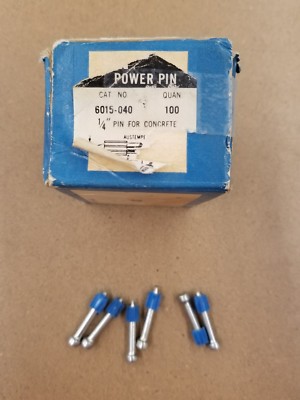 POWER PIN
CAT NO QUAN
6015-040 100
1/4" PIN FOR CONCRETE
AUSTEMPE